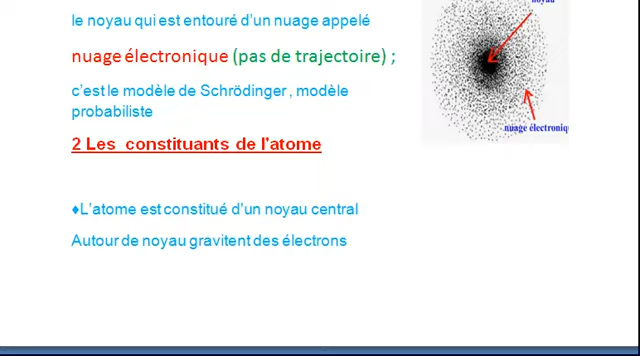 noyau
le noyau qui est entouré d'un nuage appelé
nuage électronique (pas de trajectoire) ;
c'est le modèle de Schrödinger , modèle
probabiliste
nuage électroniqu
2 Les constituants de l'atome
♦L'atome est constitué d'un noyau central
Autour de noyau gravitent des électrons